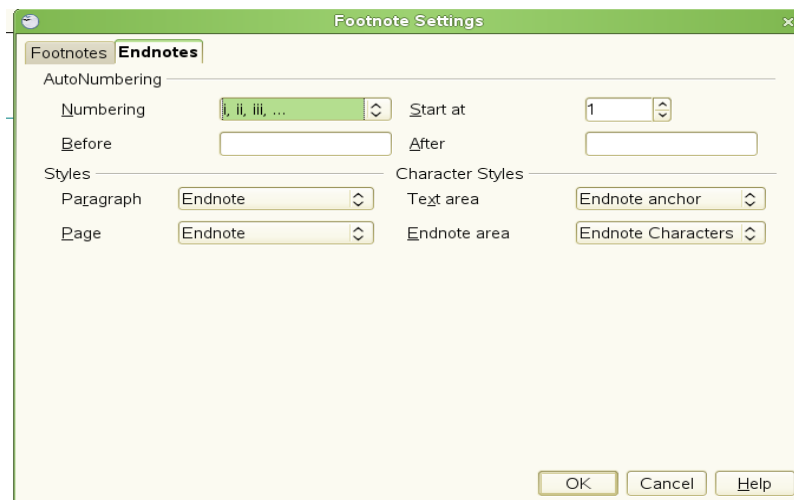 Footnote Settings
Footnotes Endnotes
AutoNumbering
Numbering i, ii, iii, ... Start at 1
Before After
Styles Character Styles
Paragraph Endnote Text area Endnote anchor
Page Endnote Endnote area Endnote Characters
OK Cancel Help